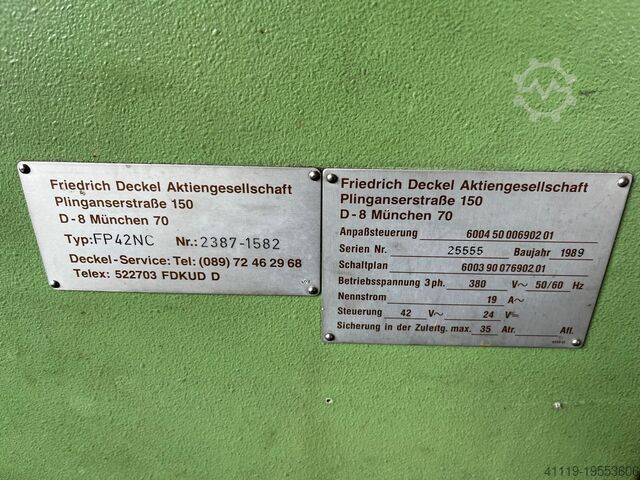 Friedrich Deckel Aktiengesellschaft
Plinganserstraße 150
D-8 München 70
Typ: FP42NC Nr.: 2387-1582
Deckel-Service: Tel: (089) 72 46 29 68
Telex: 522703 FDKUD D
Friedrich Deckel Aktiengesellschaft
Plinganserstraße 150
D-8 München 70
Anpaßsteuerung 6004 50 006902 01
Serien Nr. 25555 Baujahr 1989
Schaltplan 6003 90 076902 01
Betriebsspannung 3 ph. 380 V~ 50/60 Hz
Nennstrom 19 A~
Steuerung 42 V~ 24 V=
Sicherung in der Zuleitg. max. 35 Atr. Afl.
41119-19553606